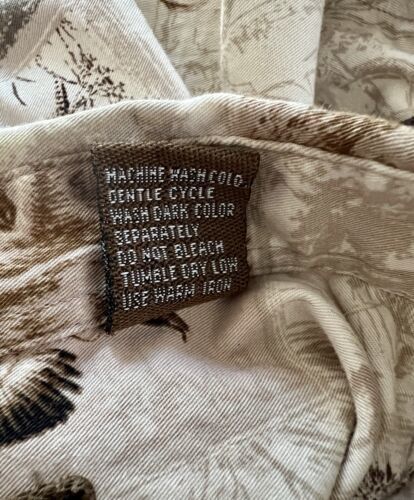 MACHINE WASH COLD-
GENTLE CYCLE
WASH DARK COLOR
SEPARATELY
DO NOT BLEACH
TUMBLE DRY LOW
USE WARM IRON